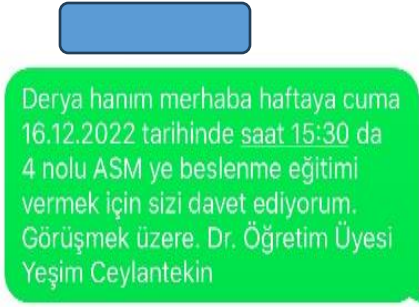 Derya hanım merhaba haftaya cuma
16.12.2022 tarihinde saat 15:30 da
4 nolu ASM ye beslenme eğitimi
vermek için sizi davet ediyorum.
Görüşmek üzere. Dr. Öğretim Üyesi
Yeşim Ceylantekin